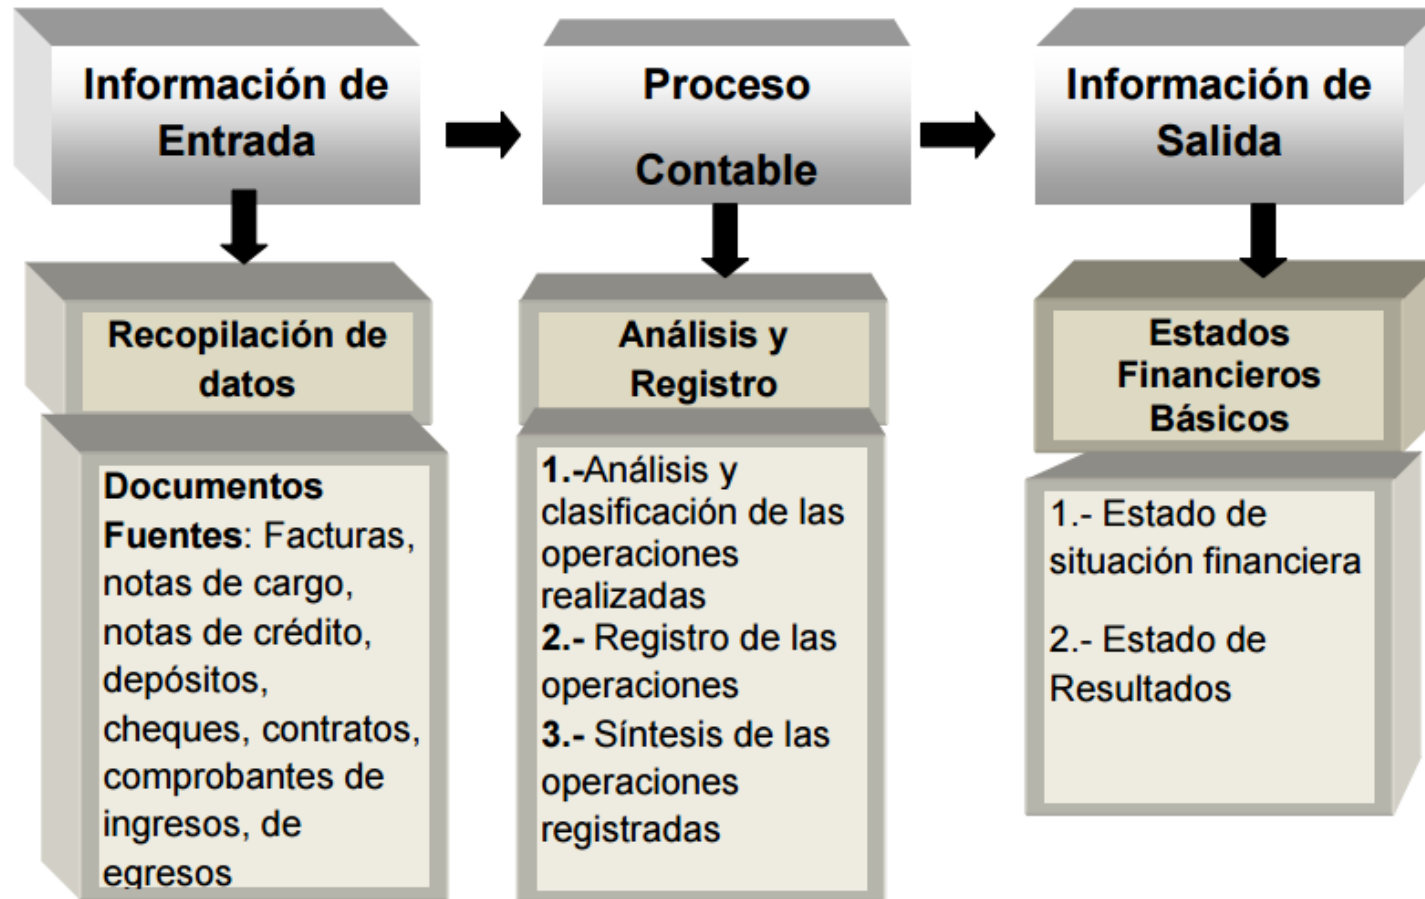 Información de
Entrada
Proceso
Contable
Información de
Salida
Recopilación de
datos
Documentos
Fuentes: Facturas,
notas de cargo,
notas de crédito,
depósitos,
cheques, contratos,
comprobantes de
ingresos, de
egresos
Análisis y
Registro
1.-Análisis y
clasificación de las
operaciones
realizadas
2.- Registro de las
operaciones
3.- Síntesis de las
operaciones
registradas
Estados
Financieros
Básicos
1.- Estado de
situación financiera
2.- Estado de
Resultados